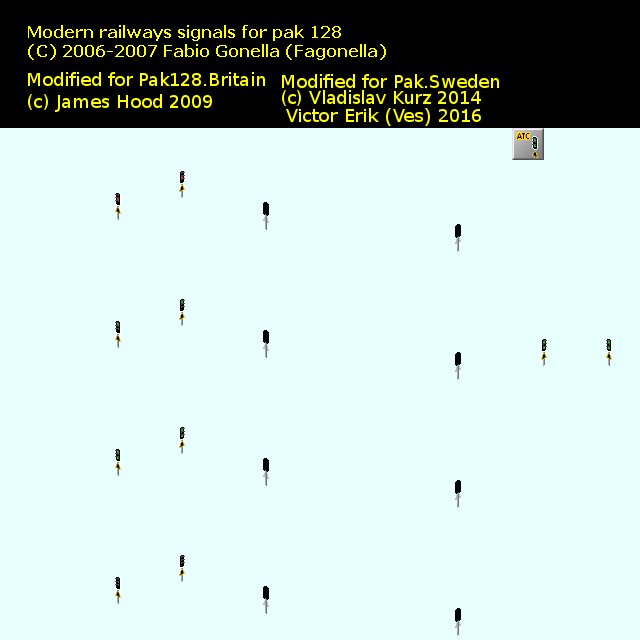 Modern railways signals for pak 128
(C) 2006-2007 Fabio Gonella (Fagonella)
Modified for Pak128.Britain
(c) James Hood 2009
Modified for Pak.Sweden
(c) Vladislav Kurz 2014
Victor Erik (Ves) 2016
ATC